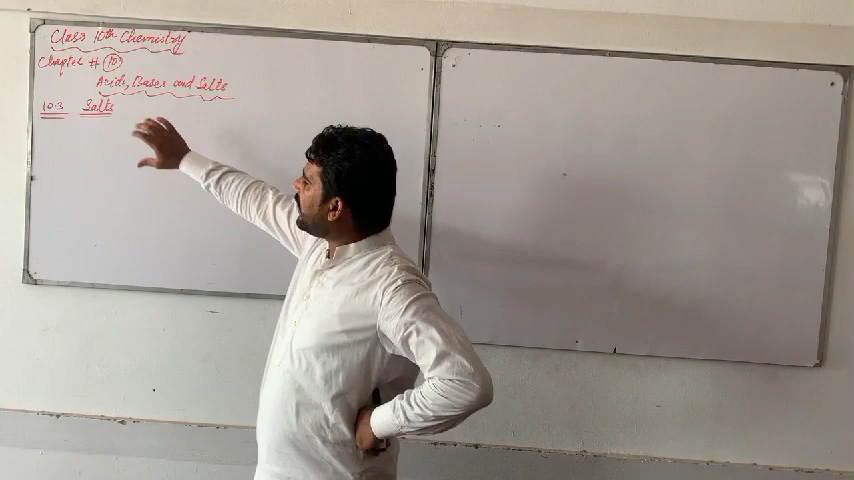 Class 10th Chemistry
Chapter # 10
Acids, Bases and Salts
10.3 Salts